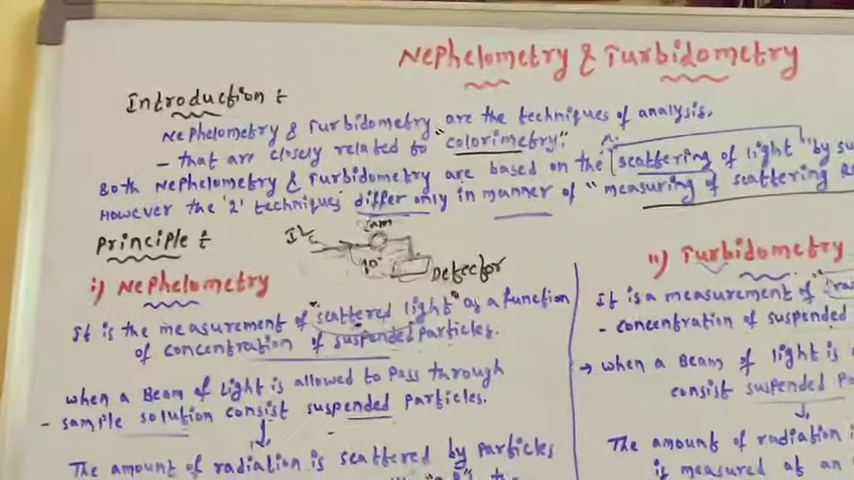 Nephelometry & Turbidometry
Introduction :
Nephelometry & Turbidometry are the techniques of analysis.
- that are closely related to "colorimetry."
Both Nephelometry & Turbidometry are based on the "scattering of light" by su
However the '2' techniques differ only in manner of "measuring of scattering
Principle :
sam
90°
Detector
i) Nephelometry
It is the measurement of "scattered light" as a function
of concentration of suspended particles.
when a Beam of Light is allowed to pass through
- sample solution consist suspended particles.
↓
The amount of radiation is scattered by particles
ii) Turbidometry
It is a measurement of
- concentration of suspended
→ when a Beam of light is
consist suspended
↓
The amount of radiation
is measured at an